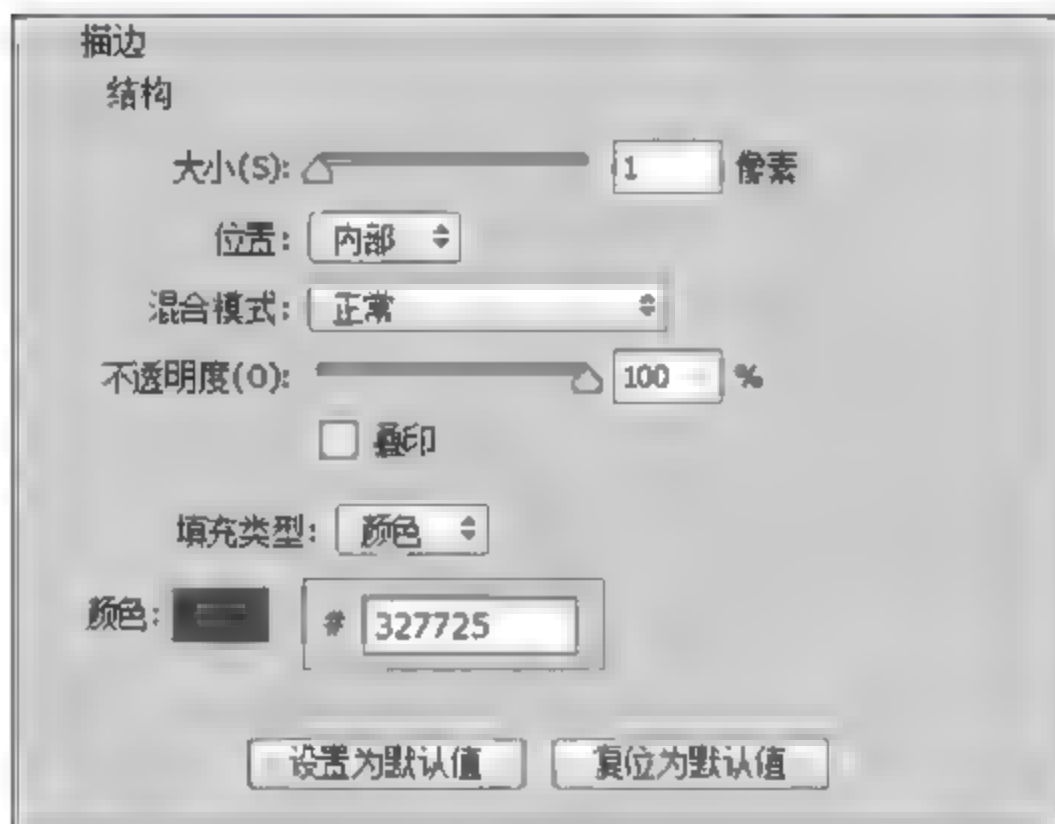 描边
结构
大小(S): 1 像素
位置: 内部
混合模式: 正常
不透明度(O): 100 %
叠印
填充类型: 颜色
颜色: # 327725
设置为默认值 复位为默认值